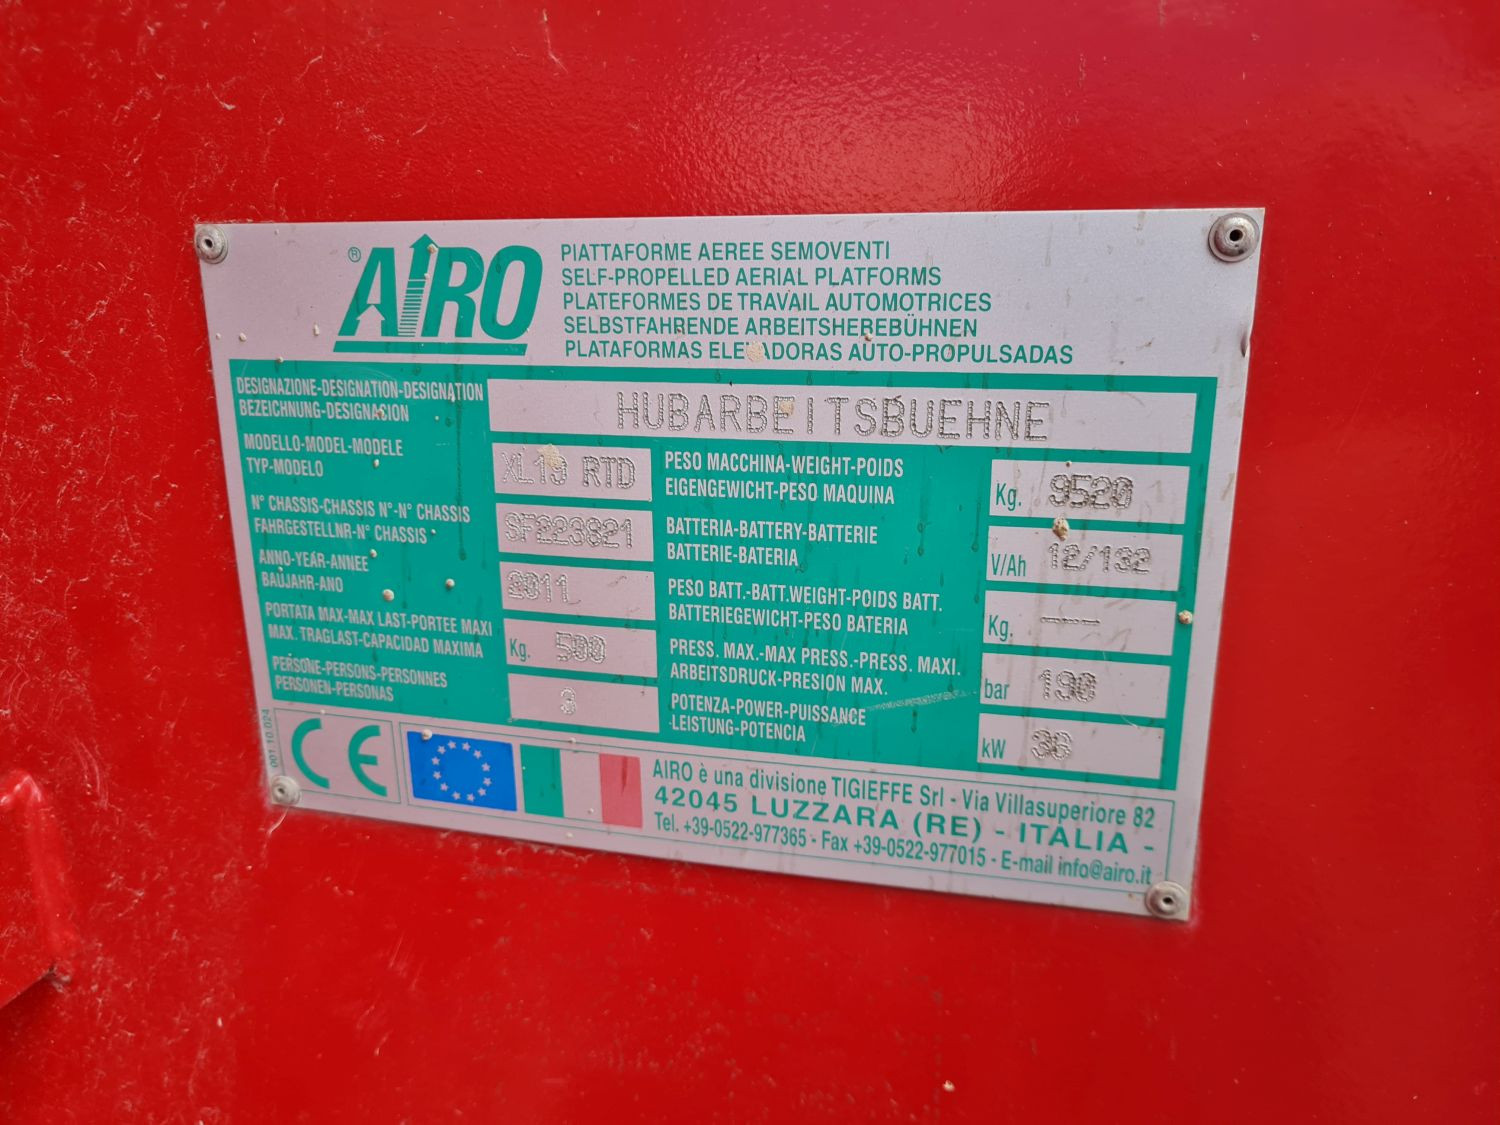 ® AIRO
PIATTAFORME AEREE SEMOVENTI
SELF-PROPELLED AERIAL PLATFORMS
PLATEFORMES DE TRAVAIL AUTOMOTRICES
SELBSTFAHRENDE ARBEITSHEREBÜHNEN
PLATAFORMAS ELEVADORAS AUTO-PROPULSADAS
DESIGNAZIONE-DESIGNATION-DESIGNATION
BEZEICHNUNG-DESIGNASION
HUBARBEITSBUEHNE
MODELLO-MODEL-MODELE
TYP-MODELO
XL19 RTD
N° CHASSIS-CHASSIS N°-N° CHASSIS
FAHRGESTELLNR-N° CHASSIS
SF223821
ANNO-YEAR-ANNEE
BAUJAHR-ANO
2011
PORTATA MAX-MAX LAST-PORTEE MAXI
MAX. TRAGLAST-CAPACIDAD MAXIMA
Kg. 500
PERSONE-PERSONS-PERSONNES
PERSONEN-PERSONAS
3
PESO MACCHINA-WEIGHT-POIDS
EIGENGEWICHT-PESO MAQUINA
Kg. 9520
BATTERIA-BATTERY-BATTERIE
BATTERIE-BATERIA
V/Ah 12/132
PESO BATT.-BATT.WEIGHT-POIDS BATT.
BATTERIEGEWICHT-PESO BATERIA
Kg. ---
PRESS. MAX.-MAX PRESS.-PRESS. MAXI.
ARBEITSDRUCK-PRESION MAX.
bar 190
POTENZA-POWER-PUISSANCE
-LEISTUNG-POTENCIA
kW 36
001.10.024
CE
AIRO è una divisione TIGIEFFE Srl - Via Villasuperiore 82
42045 LUZZARA (RE) - ITALIA -
Tel. +39-0522-977365 - Fax +39-0522-977015 - E-mail info@airo.it